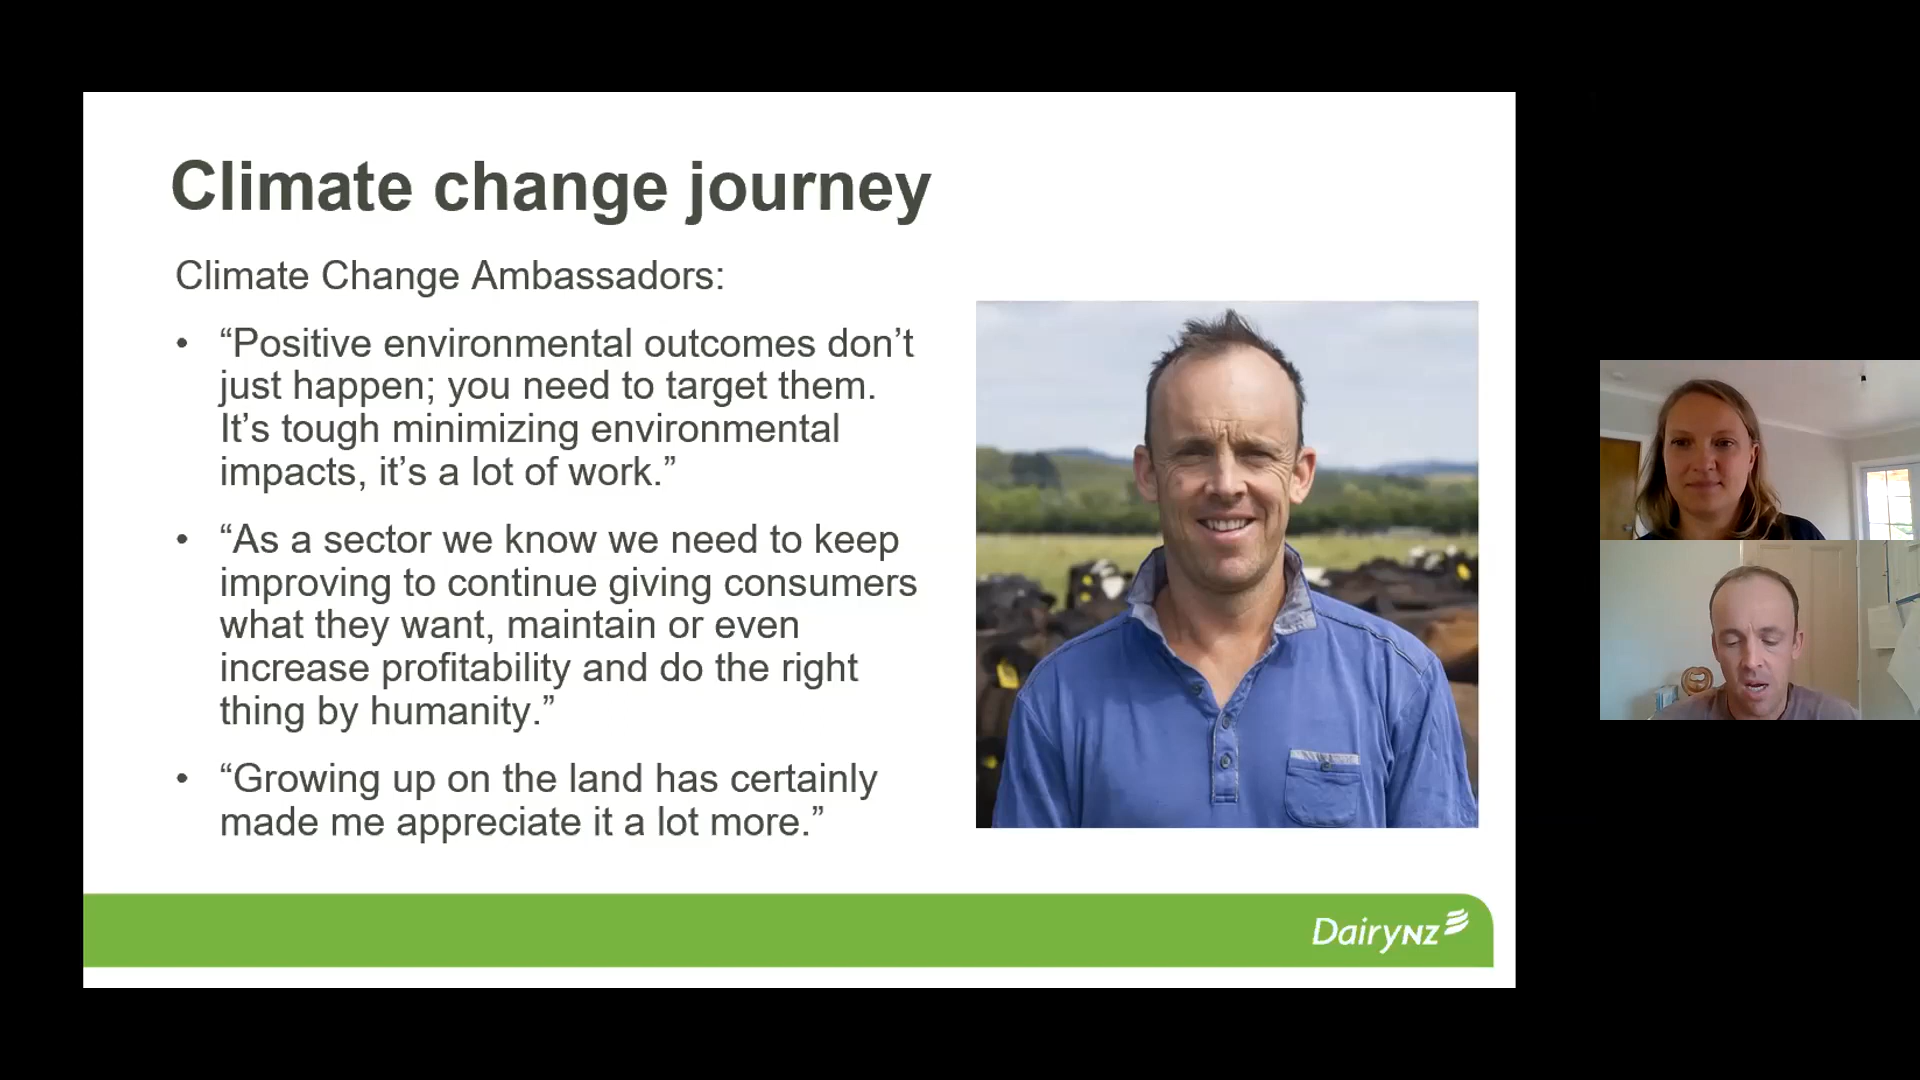 Climate change journey
Climate Change Ambassadors:
• “Positive environmental outcomes don’t
just happen; you need to target them.
It’s tough minimizing environmental
impacts, it’s a lot of work.”
• “As a sector we know we need to keep
improving to continue giving consumers
what they want, maintain or even
increase profitability and do the right
thing by humanity.”
• “Growing up on the land has certainly
made me appreciate it a lot more.”
DairyNZ